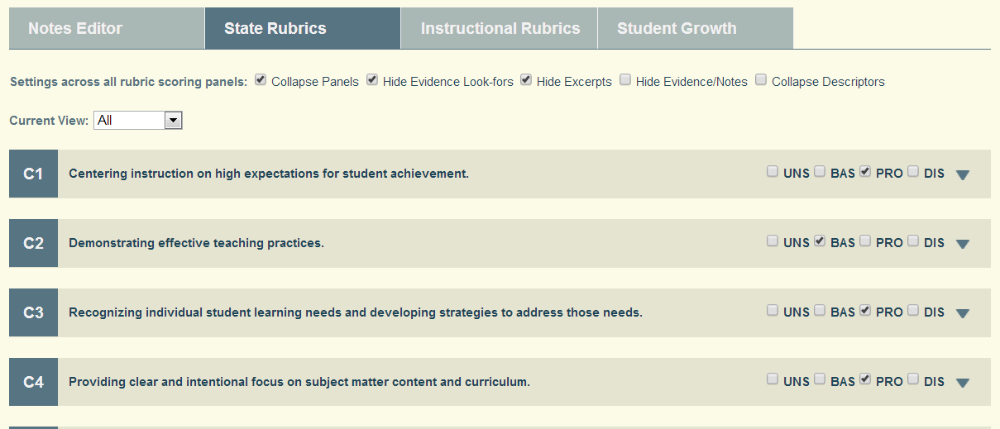 Notes Editor State Rubrics Instructional Rubrics Student Growth
Settings across all rubric scoring panels: Collapse Panels Hide Evidence Look-fors Hide Excerpts Hide Evidence/Notes Collapse Descriptors
Current View: All
C1 Centering instruction on high expectations for student achievement. UNS BAS PRO DIS
C2 Demonstrating effective teaching practices. UNS BAS PRO DIS
C3 Recognizing individual student learning needs and developing strategies to address those needs. UNS BAS PRO DIS
C4 Providing clear and intentional focus on subject matter content and curriculum. UNS BAS PRO DIS